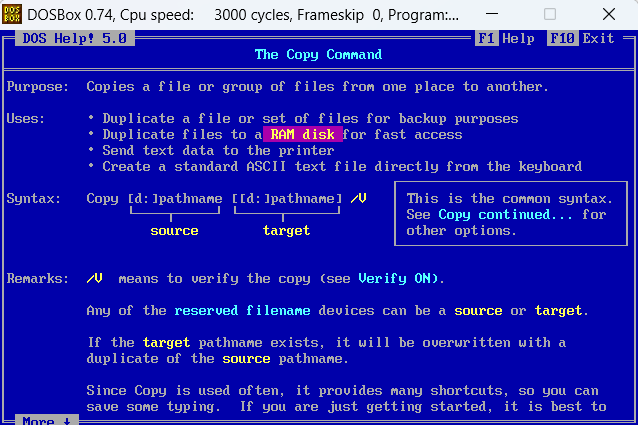 DOS BOX DOSBox 0.74, Cpu speed: 3000 cycles, Frameskip 0, Program:...
DOS Help! 5.0 F1 Help F10 Exit
The Copy Command
Purpose: Copies a file or group of files from one place to another.
Uses: • Duplicate a file or set of files for backup purposes
• Duplicate files to a RAM disk for fast access
• Send text data to the printer
• Create a standard ASCII text file directly from the keyboard
Syntax: Copy [d:]pathname [[d:]pathname] /V
source target
This is the common syntax.
See Copy continued... for
other options.
Remarks: /V means to verify the copy (see Verify ON).
Any of the reserved filename devices can be a source or target.
If the target pathname exists, it will be overwritten with a
duplicate of the source pathname.
Since Copy is used often, it provides many shortcuts, so you can
save some typing. If you are just getting started, it is best to
More ↓